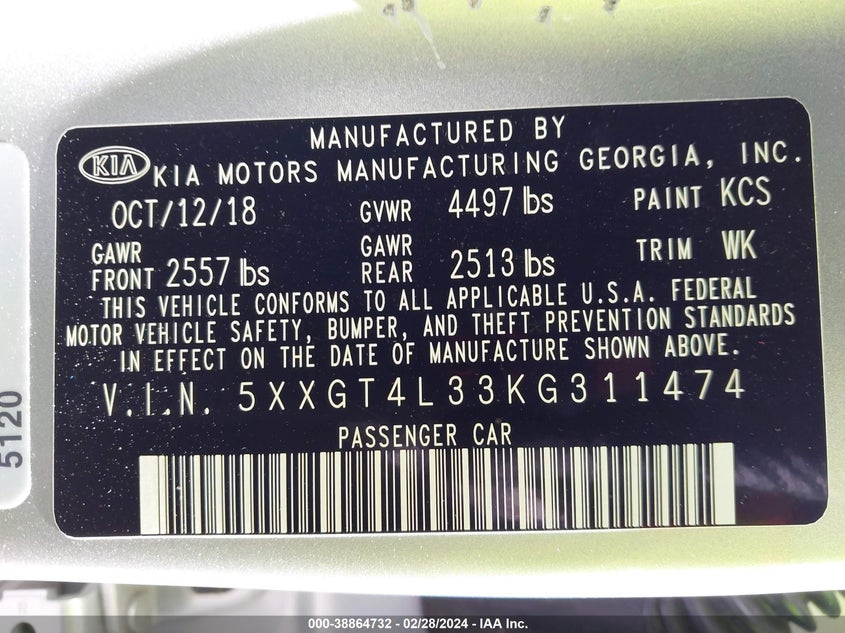 MANUFACTURED BY
KIA KIA MOTORS MANUFACTURING GEORGIA, INC.
OCT/12/18 GVWR 4497 lbs PAINT KCS
GAWR FRONT 2557 lbs GAWR REAR 2513 lbs TRIM WK
THIS VEHICLE CONFORMS TO ALL APPLICABLE U.S.A. FEDERAL
MOTOR VEHICLE SAFETY, BUMPER, AND THEFT PREVENTION STANDARDS
IN EFFECT ON THE DATE OF MANUFACTURE SHOWN ABOVE.
V.I.N. 5XXGT4L33KG311474
PASSENGER CAR
5120
000-38864732 - 02/28/2024 - IAA Inc.